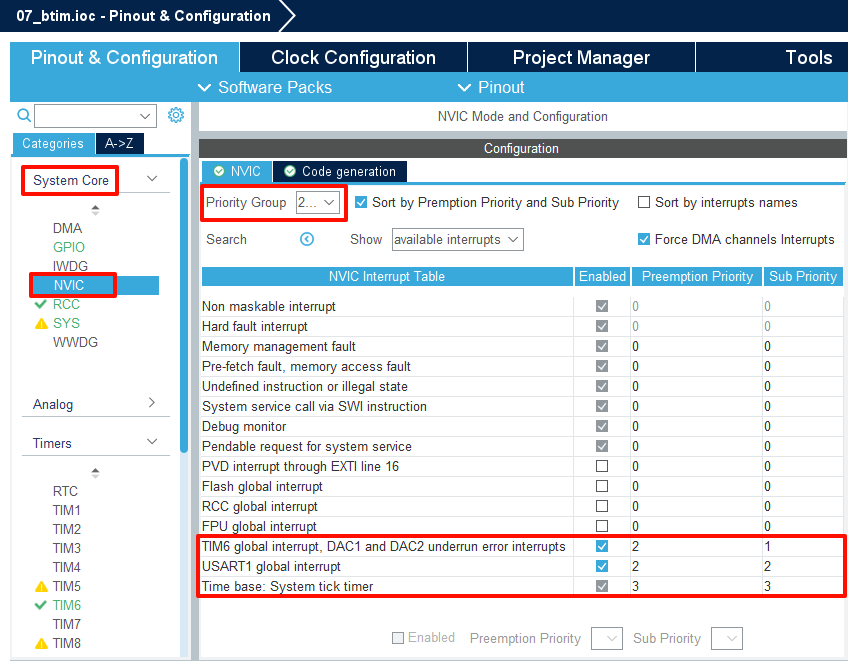 07_btim.ioc - Pinout & Configuration
Pinout & Configuration Clock Configuration Project Manager Tools
Software Packs Pinout
NVIC Mode and Configuration
Categories A->Z
Configuration
NVIC Code generation
System Core
Priority Group 2... Sort by Premption Priority and Sub Priority Sort by interrupts names
Search Show available interrupts Force DMA channels Interrupts
DMA
GPIO
IWDG
NVIC
RCC
SYS
WWDG
Analog
Timers
RTC
TIM1
TIM2
TIM3
TIM4
TIM5
TIM6
TIM7
TIM8
NVIC Interrupt Table Enabled Preemption Priority Sub Priority
Non maskable interrupt 0 0
Hard fault interrupt 0 0
Memory management fault 0 0
Pre-fetch fault, memory access fault 0 0
Undefined instruction or illegal state 0 0
System service call via SWI instruction 0 0
Debug monitor 0 0
Pendable request for system service 0 0
PVD interrupt through EXTI line 16 0 0
Flash global interrupt 0 0
RCC global interrupt 0 0
FPU global interrupt 0 0
TIM6 global interrupt, DAC1 and DAC2 underrun error interrupts 2 1
USART1 global interrupt 2 2
Time base: System tick timer 3 3
Enabled Preemption Priority Sub Priority